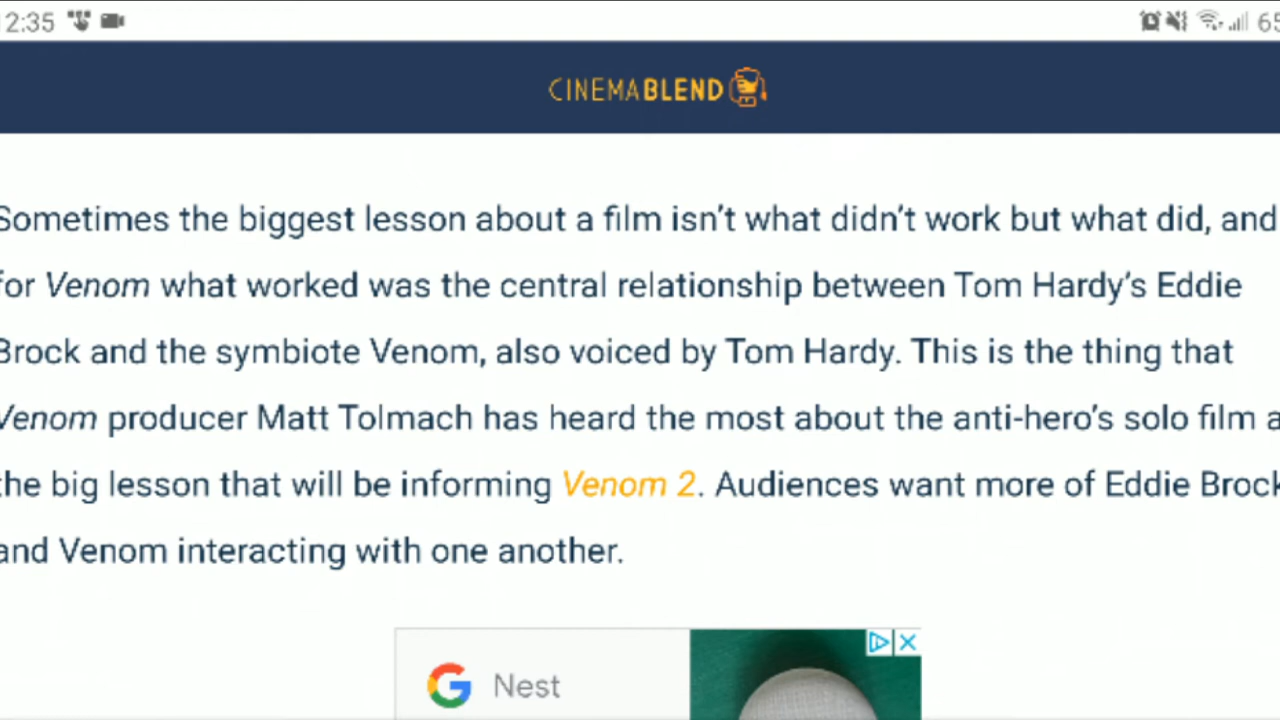 2:35
65
CINEMABLEND
Sometimes the biggest lesson about a film isn't what didn't work but what did, and
for Venom what worked was the central relationship between Tom Hardy's Eddie
Brock and the symbiote Venom, also voiced by Tom Hardy. This is the thing that
Venom producer Matt Tolmach has heard the most about the anti-hero's solo film a
the big lesson that will be informing Venom 2. Audiences want more of Eddie Brock
and Venom interacting with one another.
G Nest